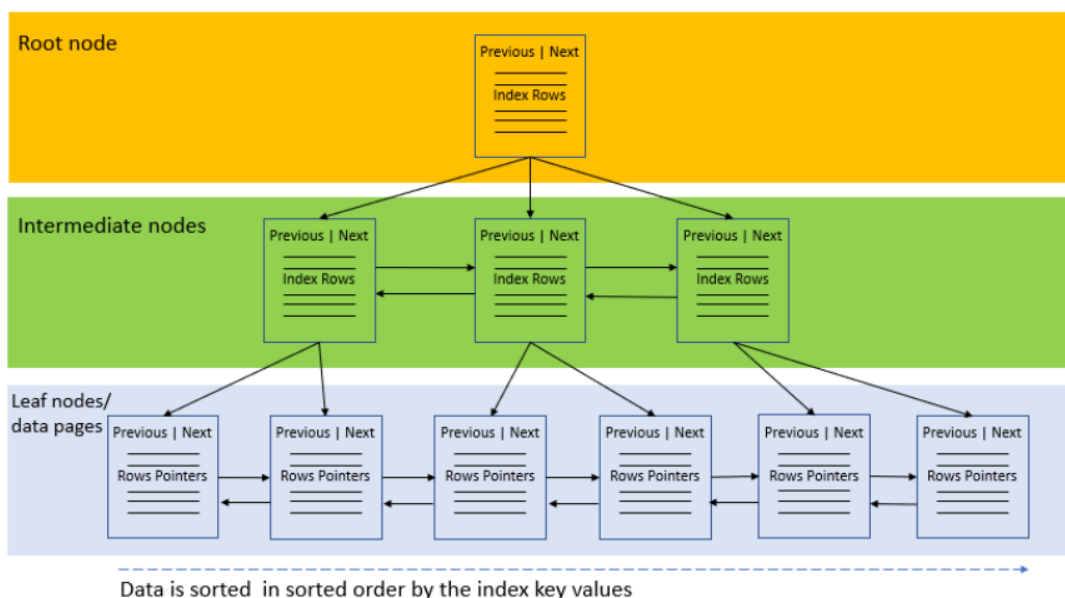 Root node
Previous | Next
Index Rows
Intermediate nodes
Previous | Next
Previous | Next
Previous | Next
Index Rows
Index Rows
Index Rows
Leaf nodes/
data pages
Previous | Next
Previous | Next
Previous | Next
Previous | Next
Previous | Next
Previous | Next
Rows Pointers
Rows Pointers
Rows Pointers
Rows Pointers
Rows Pointers
Rows Pointers
Data is sorted  in sorted order by the index key values